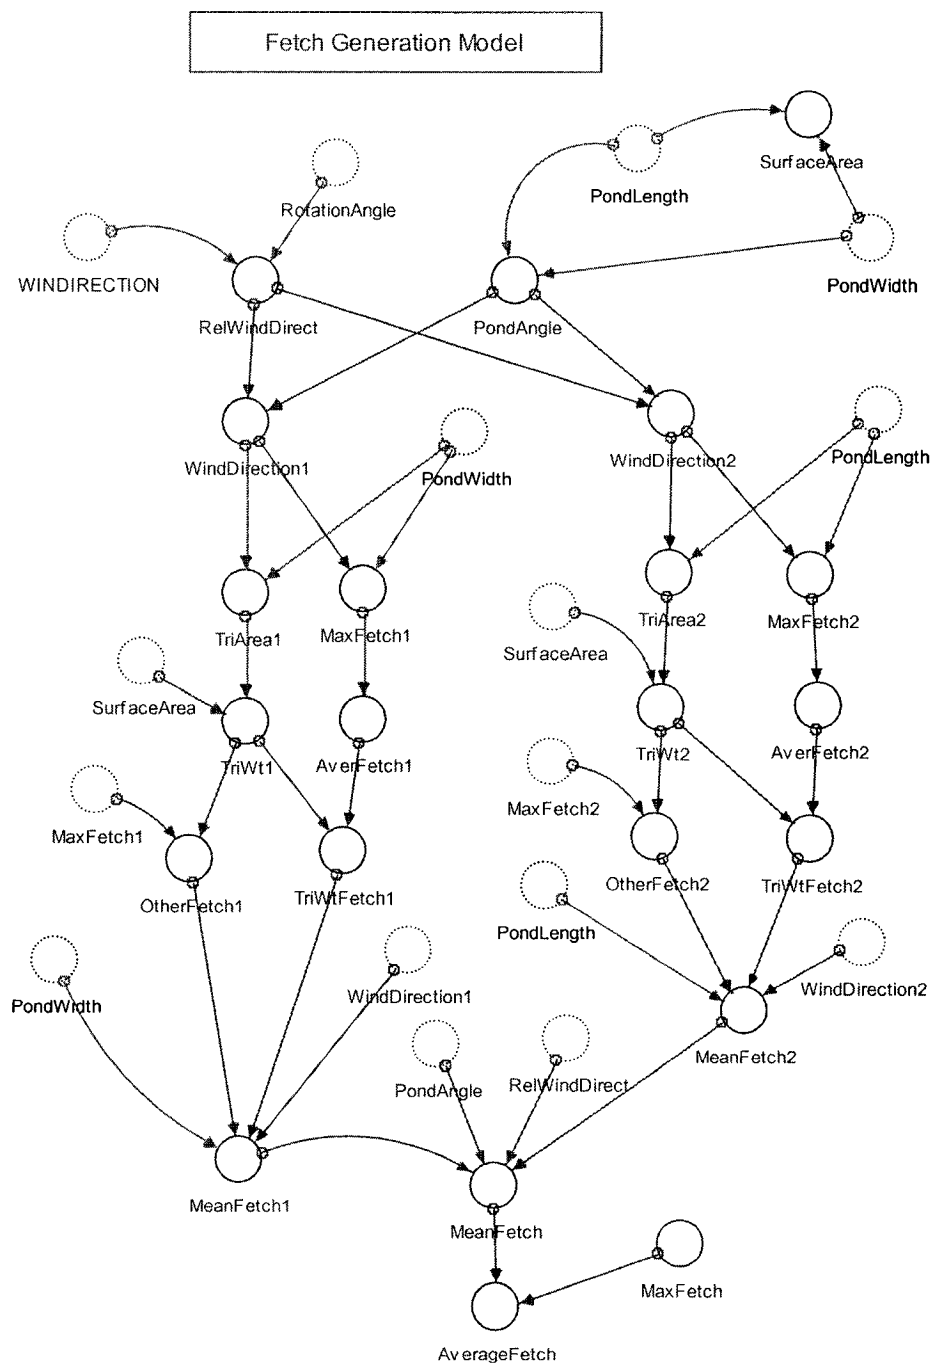 Fetch Generation Model
SurfaceArea
PondLength
RotationAngle
WINDIRECTION
PondWidth
RelWindDirect
PondAngle
WindDirection1
PondWidth
WindDirection2
PondLength
TriArea1
MaxFetch1
TriArea2
MaxFetch2
SurfaceArea
SurfaceArea
TriWt1
AverFetch1
TriWt2
AverFetch2
MaxFetch1
MaxFetch2
OtherFetch1
TriWtFetch1
OtherFetch2
TriWtFetch2
PondLength
PondWidth
WindDirection1
WindDirection2
MeanFetch2
PondAngle
RelWindDirect
MeanFetch1
MeanFetch
MaxFetch
AverageFetch